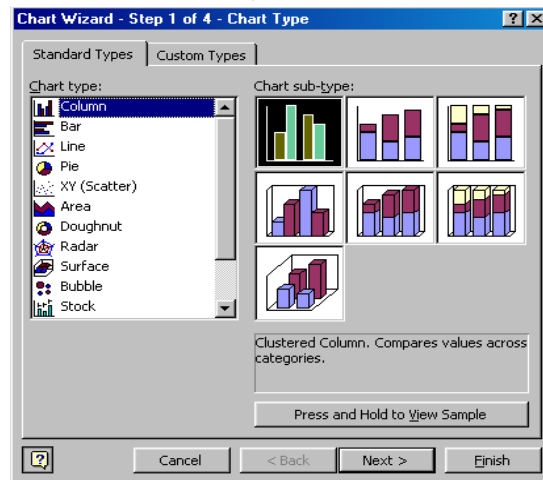 Chart Wizard - Step 1 of 4 - Chart Type
Standard Types
Custom Types
Chart type:
Column
Bar
Line
Pie
XY (Scatter)
Area
Doughnut
Radar
Surface
Bubble
Stock
Chart sub-type:
Clustered Column. Compares values across
categories.
Press and Hold to View Sample
Cancel
< Back
Next >
Finish